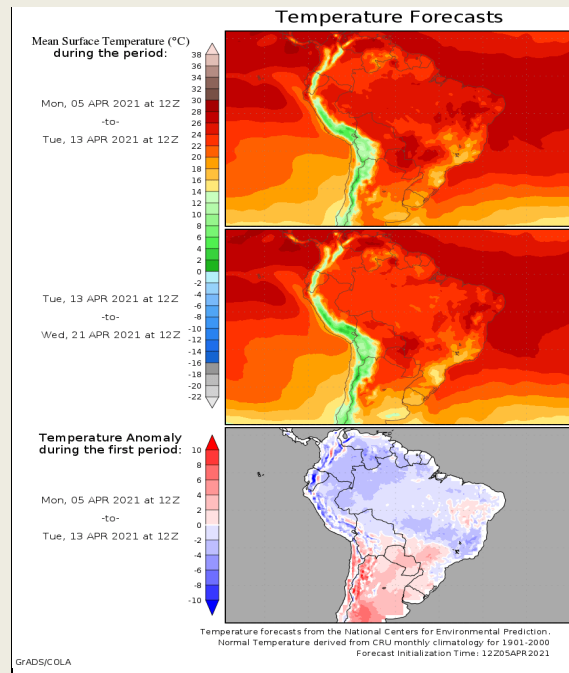 Temperature Forecasts
Mean Surface Temperature (°C)
during the period:
Mon, 05 APR 2021 at 12Z
-to-
Tue, 13 APR 2021 at 12Z
38
36
34
32
30
28
26
24
22
20
18
16
14
12
10
8
6
4
2
0
-2
-4
-6
-8
-10
-12
-14
-16
-18
-20
-22
Tue, 13 APR 2021 at 12Z
-to-
Wed, 21 APR 2021 at 12Z
Temperature Anomaly
during the first period:
Mon, 05 APR 2021 at 12Z
-to-
Tue, 13 APR 2021 at 12Z
10
8
6
4
2
0
-2
-4
-6
-8
-10
Temperature forecasts from the National Centers for Environmental Prediction.
Normal Temperature derived from CRU monthly climatology for 1901-2000
Forecast Initialization Time: 12Z05APR2021
GrADS/COLA